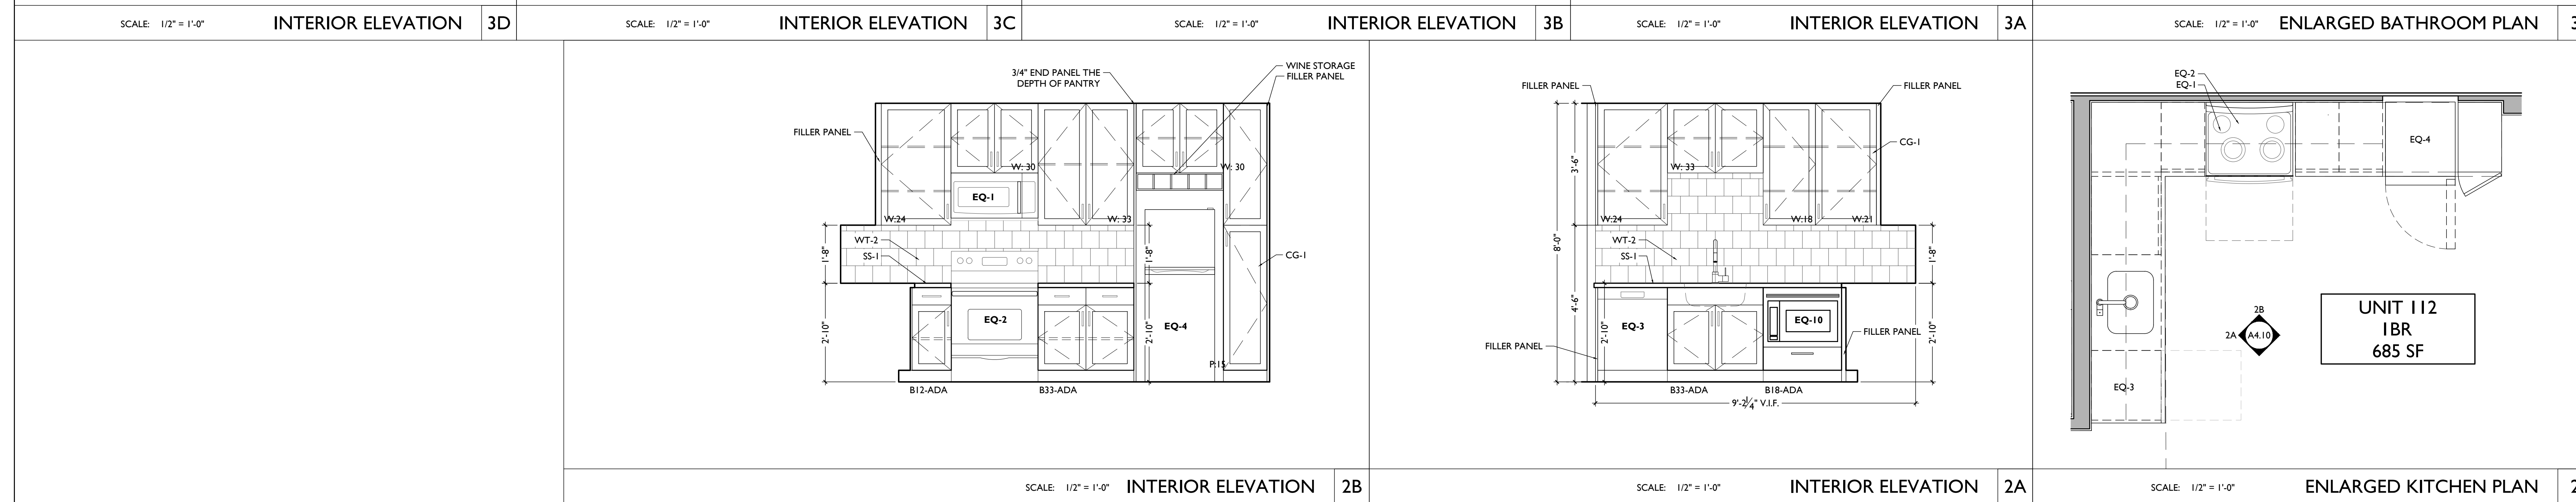 SCALE: 1/2" = 1'-0" INTERIOR ELEVATION 3D
SCALE: 1/2" = 1'-0" INTERIOR ELEVATION 3C
SCALE: 1/2" = 1'-0" INTERIOR ELEVATION 3B
SCALE: 1/2" = 1'-0" INTERIOR ELEVATION 3A
SCALE: 1/2" = 1'-0" ENLARGED BATHROOM PLAN
3/4" END PANEL THE
DEPTH OF PANTRY
WINE STORAGE
FILLER PANEL
FILLER PANEL
W: 30
W: 30
EQ-1
W:24
W: 33
WT-2
SS-1
CG-1
1'-8"
1'-8"
2'-10"
2'-10"
EQ-2
EQ-4
P:15
B12-ADA
B33-ADA
SCALE: 1/2" = 1'-0" INTERIOR ELEVATION 2B
FILLER PANEL
FILLER PANEL
CG-1
3'-6"
W: 33
W:24
W:18
W:21
8'-0"
WT-2
SS-1
1'-8"
4'-6"
2'-10"
2'-10"
EQ-3
EQ-10
FILLER PANEL
FILLER PANEL
B33-ADA
B18-ADA
9'-2 1/4" V.I.F.
SCALE: 1/2" = 1'-0" INTERIOR ELEVATION 2A
EQ-2
EQ-1
EQ-4
2B
2A
A4.10
UNIT 112
1BR
685 SF
EQ-3
SCALE: 1/2" = 1'-0" ENLARGED KITCHEN PLAN